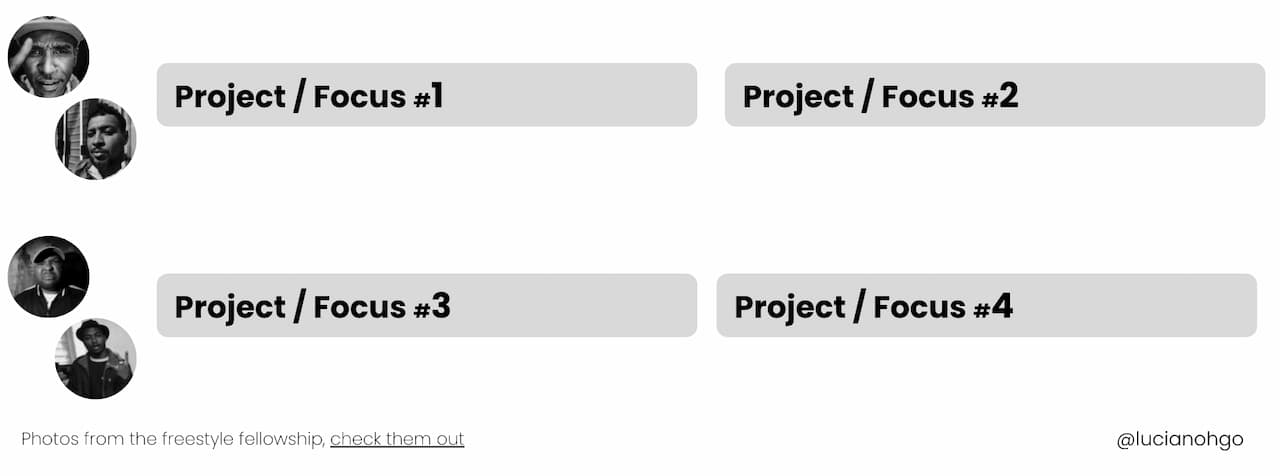 Project / Focus #1
Project / Focus #2
Project / Focus #3
Project / Focus #4
Photos from the freestyle fellowship, check them out
@lucianohgo